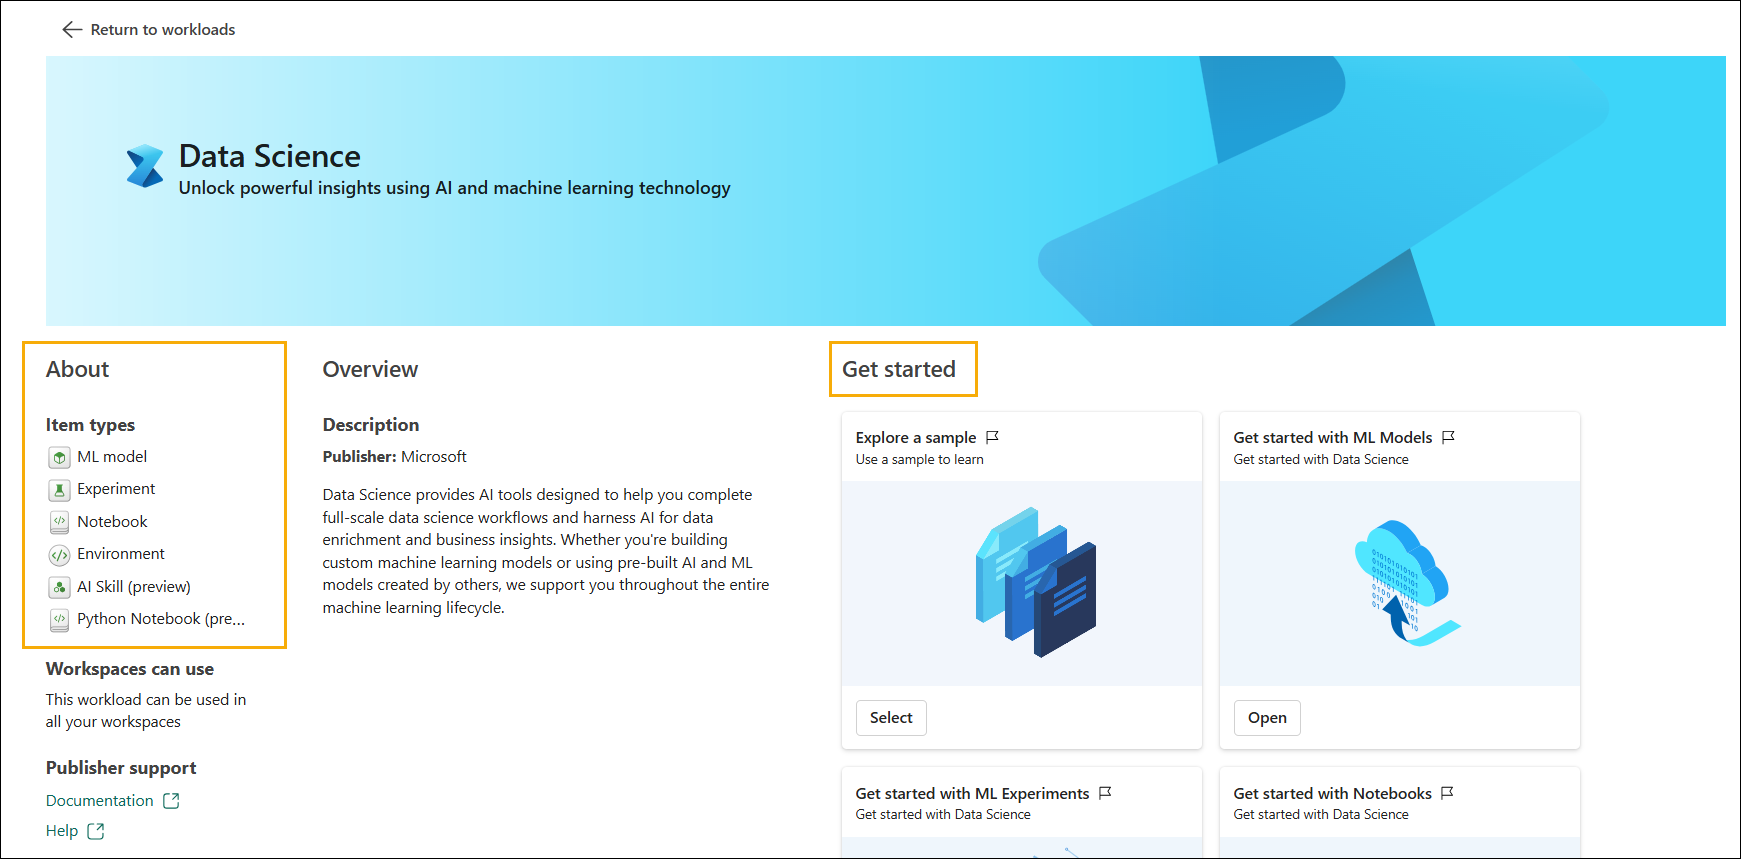 Return to workloads
Data Science
Unlock powerful insights using AI and machine learning technology
About
Item types
ML model
Experiment
Notebook
Environment
AI Skill (preview)
Python Notebook (pre...
Workspaces can use
This workload can be used in
all your workspaces
Publisher support
Documentation
Help
Overview
Description
Publisher: Microsoft
Data Science provides AI tools designed to help you complete
full-scale data science workflows and harness AI for data
enrichment and business insights. Whether you're building
custom machine learning models or using pre-built AI and ML
models created by others, we support you throughout the entire
machine learning lifecycle.
Get started
Explore a sample
Use a sample to learn
Select
Get started with ML Models
Get started with Data Science
Open
Get started with ML Experiments
Get started with Data Science
Get started with Notebooks
Get started with Data Science